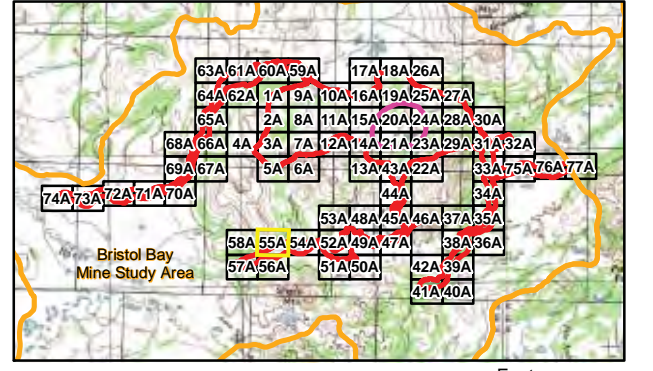 63A 61A 60A 59A 17A 18A 26A
64A 62A 1A 9A 10A 16A 19A 25A 27A
65A 2A 8A 11A 15A 20A 24A 28A 30A
68A 66A 4A 3A 7A 12A 14A 21A 23A 29A 31A 32A
69A 67A 5A 6A 13A 43A 22A 33A 75A 76A 77A
74A 73A 72A 71A 70A 44A 34A
53A 48A 45A 46A 37A 35A
58A 55A 54A 52A 49A 47A 38A 36A
Bristol Bay
Mine Study Area
57A 56A 51A 50A 42A 39A
41A 40A